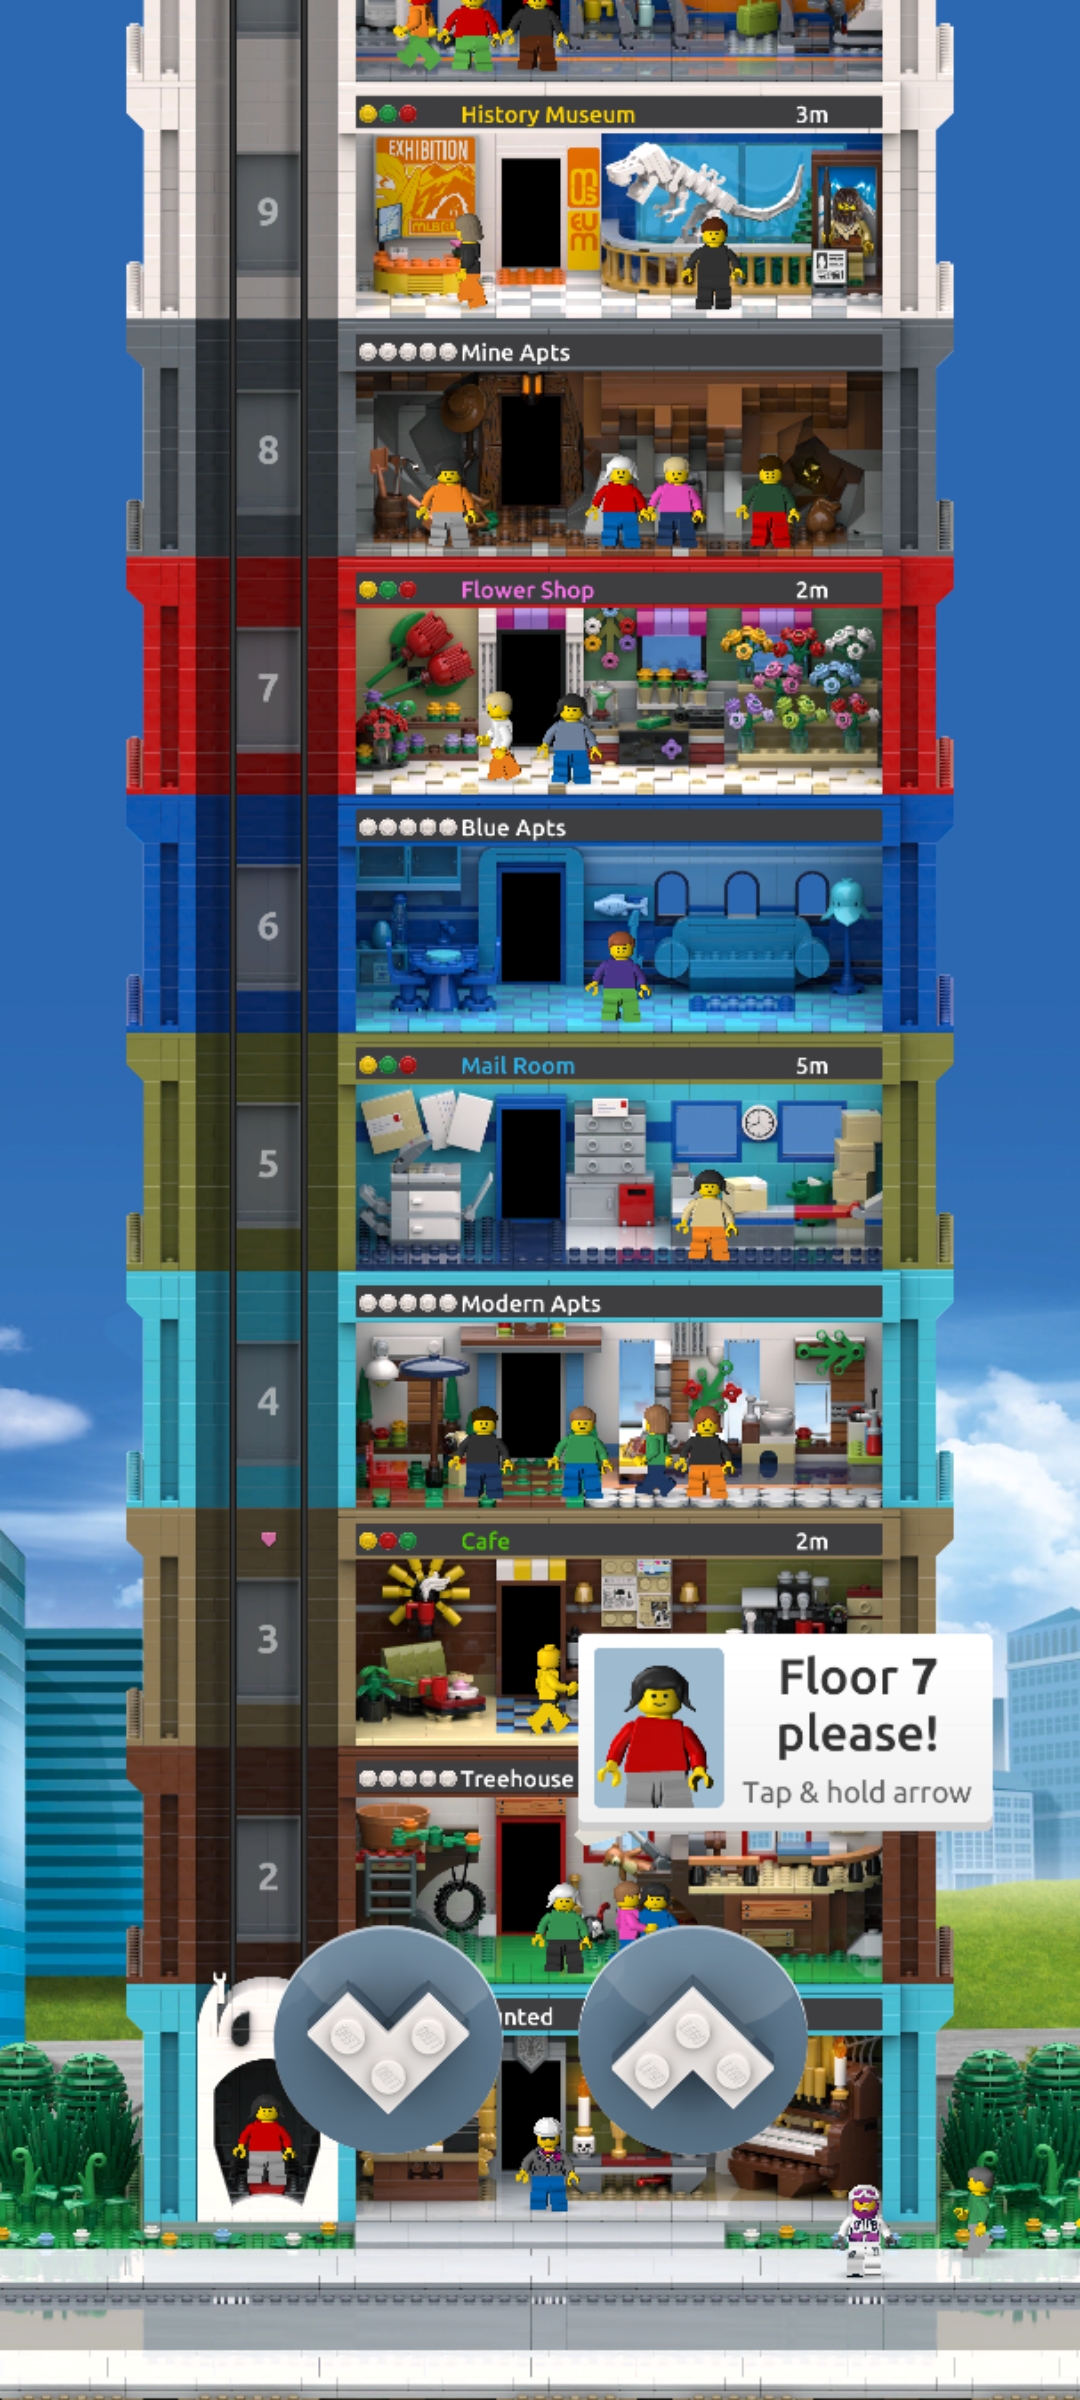 History Museum 3m
EXHIBITION
MUSEUM
9
Mine Apts
8
Flower Shop 2m
7
Blue Apts
6
Mail Room 5m
5
Modern Apts
4
Cafe 2m
3
Floor 7
please!
Tap & hold arrow
Treehouse
2
nted